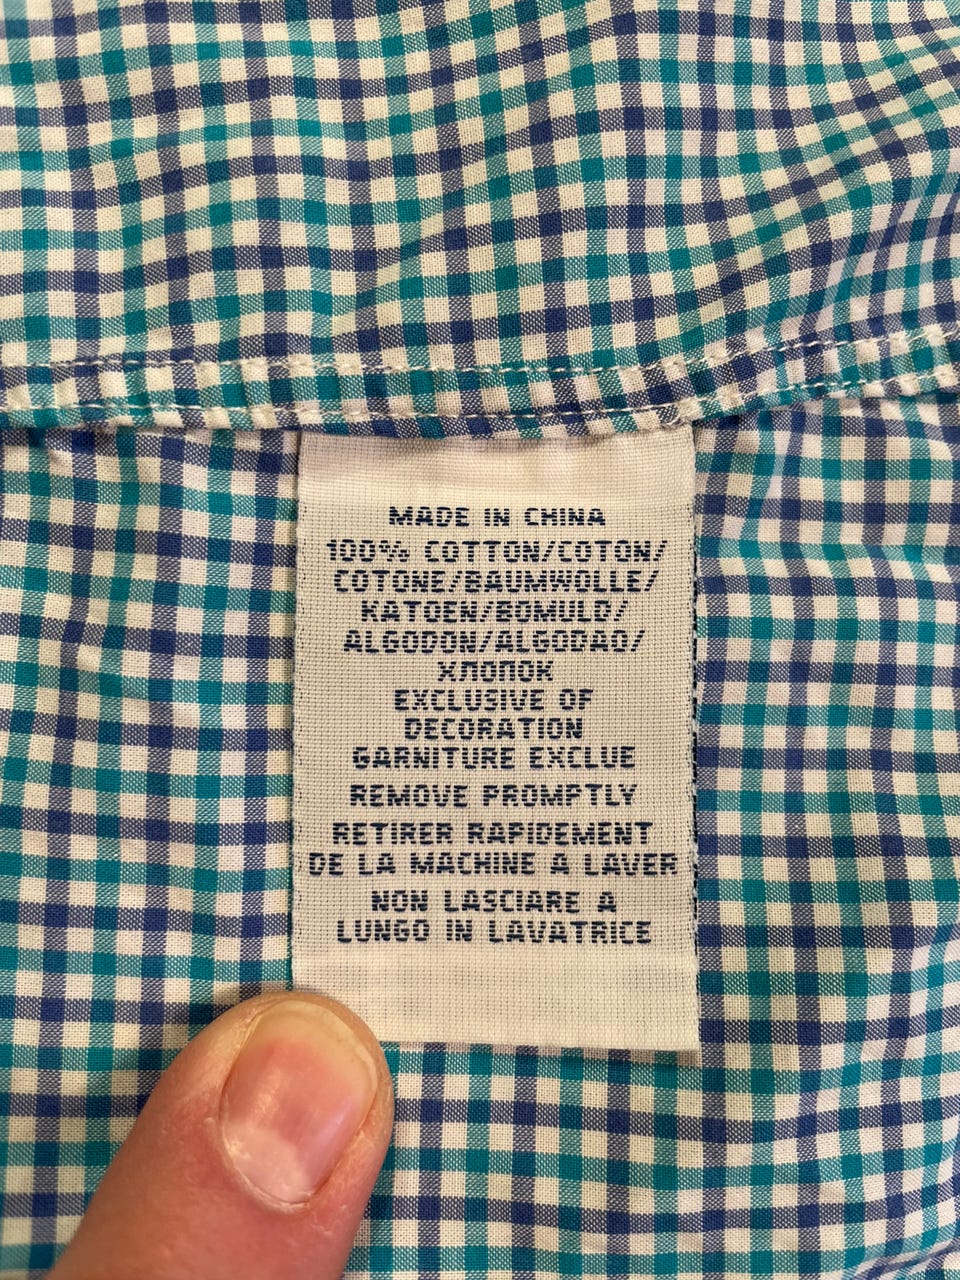 MADE IN CHINA
100% COTTON/COTON/
COTONE/BAUMWOLLE/
KATOEN/BOMULD/
ALGODON/ALGODAO/
ХЛОПОК
EXCLUSIVE OF
DECORATION
GARNITURE EXCLUE
REMOVE PROMPTLY
RETIRER RAPIDEMENT
DE LA MACHINE A LAVER
NON LASCIARE A
LUNGO IN LAVATRICE